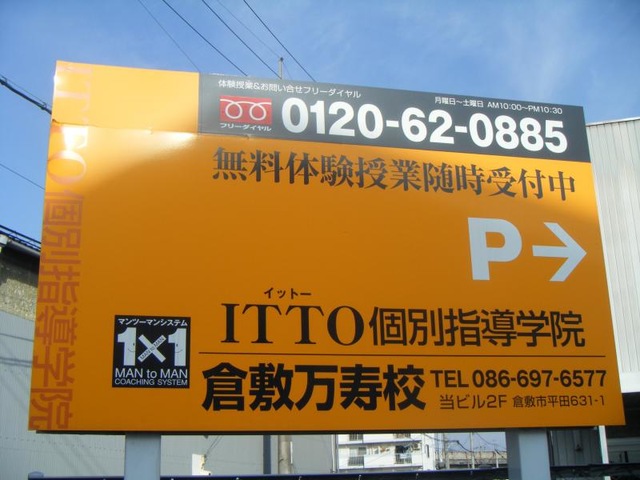 体験授業&お問い合せフリーダイヤル
月曜日~土曜日 AM10:00~PM10:30
フリーダイヤル
0120-62-0885
無料体験授業随時受付中
P→
イットー
ITTO個別指導学院
倉敷万寿校
TEL 086-697-6577
当ビル2F 倉敷市平田631-1
マンツーマンシステム
1×1
MAN to MAN
COACHING SYSTEM
ITTO個別指導学院